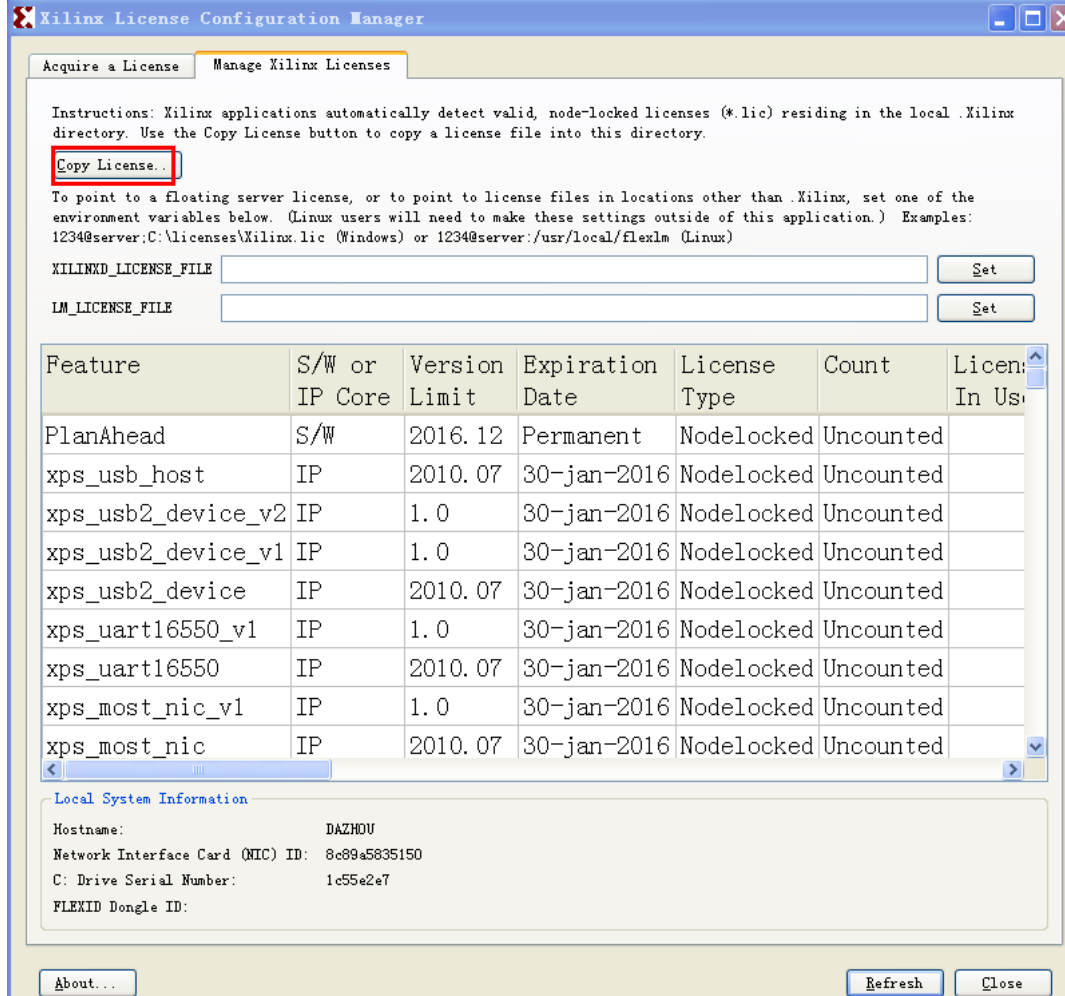 Xilinx License Configuration Manager
Acquire a License
Manage Xilinx Licenses
Instructions: Xilinx applications automatically detect valid, node-locked licenses (*.lic) residing in the local .Xilinx
directory. Use the Copy License button to copy a license file into this directory.
Copy License..
To point to a floating server license, or to point to license files in locations other than .Xilinx, set one of the
environment variables below. (Linux users will need to make these settings outside of this application.) Examples:
1234@server;C:\licenses\Xilinx.lic (Windows) or 1234@server:/usr/local/flexlm (Linux)
XILINXD_LICENSE_FILE Set
LM_LICENSE_FILE Set
Feature S/W or Version Expiration License Count
IP Core Limit Date Type In
PlanAhead S/W 2016.12 Permanent Nodelocked Uncounted
xps_usb_host IP 2010.07 30-jan-2016 Nodelocked Uncounted
xps_usb2_device_v2 IP 1.0 30-jan-2016 Nodelocked Uncounted
xps_usb2_device_v1 IP 1.0 30-jan-2016 Nodelocked Uncounted
xps_usb2_device IP 2010.07 30-jan-2016 Nodelocked Uncounted
xps_uart16550_v1 IP 1.0 30-jan-2016 Nodelocked Uncounted
xps_uart16550 IP 2010.07 30-jan-2016 Nodelocked Uncounted
xps_most_nic_v1 IP 1.0 30-jan-2016 Nodelocked Uncounted
xps_most_nic IP 2010.07 30-jan-2016 Nodelocked Uncounted
Local System Information
Hostname: DAZHOU
Network Interface Card (NIC) ID: 8c89a5835150
C: Drive Serial Number: 1c55e2e7
FLEXID Dongle ID:
About... Refresh Close